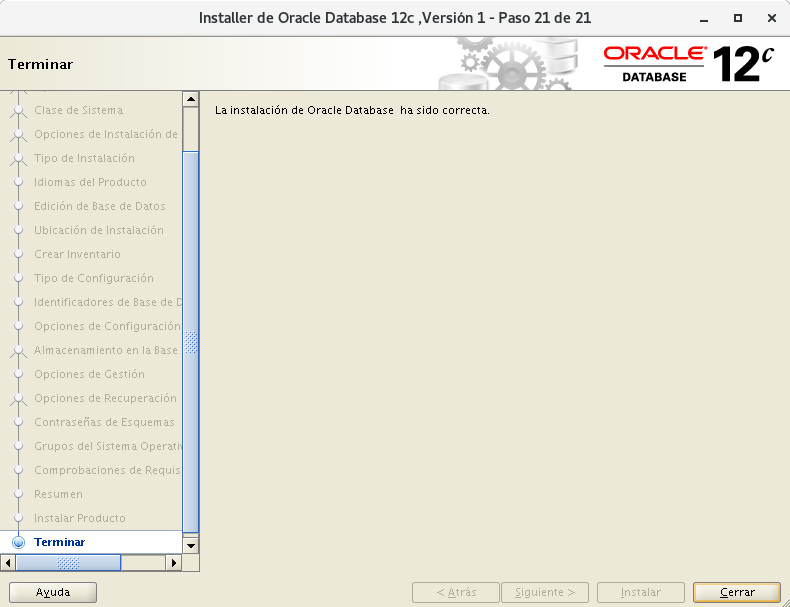 Installer de Oracle Database 12c ,Versión 1 - Paso 21 de 21
Terminar
ORACLE®
DATABASE
12c
Clase de Sistema
Opciones de Instalación de
Tipo de Instalación
Idiomas del Producto
Edición de Base de Datos
Ubicación de Instalación
Crear Inventario
Tipo de Configuración
Identificadores de Base de D
Opciones de Configuración
Almacenamiento en la Base
Opciones de Gestión
Opciones de Recuperación
Contraseñas de Esquemas
Grupos del Sistema Operativ
Comprobaciones de Requis
Resumen
Instalar Producto
Terminar
La instalación de Oracle Database ha sido correcta.
Ayuda
< Atrás
Siguiente >
Instalar
Cerrar